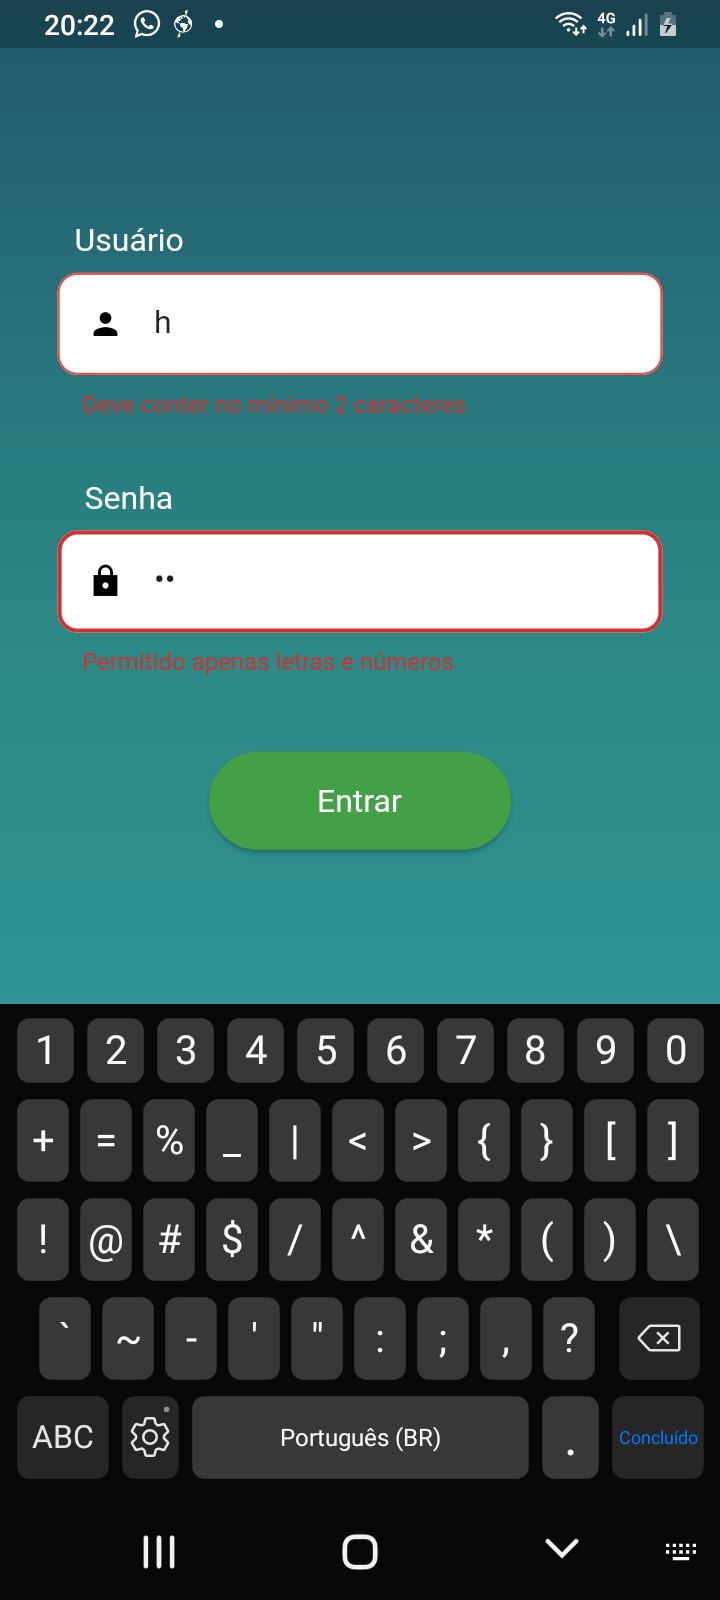 20:22
4G
Usuário
h
Deve conter no mínimo 2 caracteres
Senha
••
Permitido apenas letras e números
Entrar
1 2 3 4 5 6 7 8 9 0
+ = % _ | < > { } [ ]
! @ # $ / ^ & * ( ) \
` ~ - ' " : ; , ?
ABC Português (BR) . Concluído